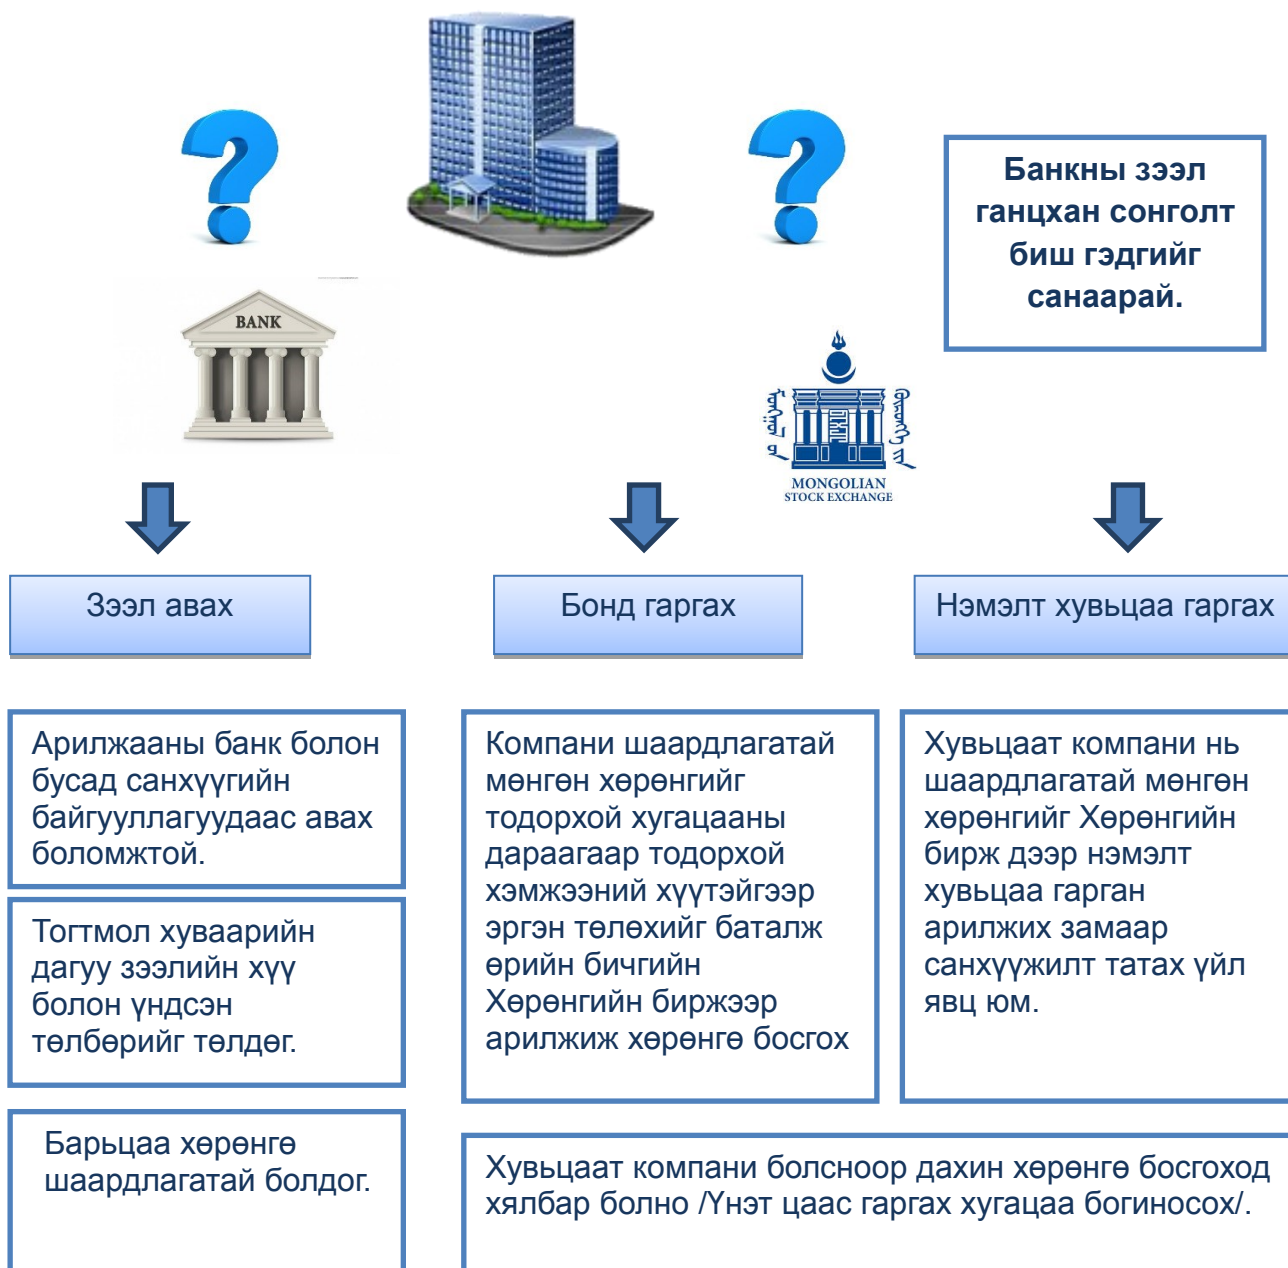 Банкны зээл
ганцхан сонголт
биш гэдгийг
санаарай.
BANK
MONGOLIAN
STOCK EXCHANGE
Зээл авах
Бонд гаргах
Нэмэлт хувьцаа гаргах
Арилжааны банк болон
бусад санхүүгийн
байгууллагуудаас авах
боломжтой.
Тогтмол хуваарийн
дагуу зээлийн хүү
болон үндсэн
төлбөрийг төлдөг.
Барьцаа хөрөнгө
шаардлагатай болдог.
Компани шаардлагатай
мөнгөн хөрөнгийг
тодорхой хугацааны
дараагаар тодорхой
хэмжээний хүүтэйгээр
эргэн төлөхийг баталж
өрийн бичгийн
Хөрөнгийн биржээр
арилжиж хөрөнгө босгох
Хувьцаат компани нь
шаардлагатай мөнгөн
хөрөнгийг Хөрөнгийн
бирж дээр нэмэлт
хувьцаа гарган
арилжих замаар
санхүүжилт татах үйл
явц юм.
Хувьцаат компани болсноор дахин хөрөнгө босгоход
хялбар болно /Үнэт цаас гаргах хугацаа богиносох/.